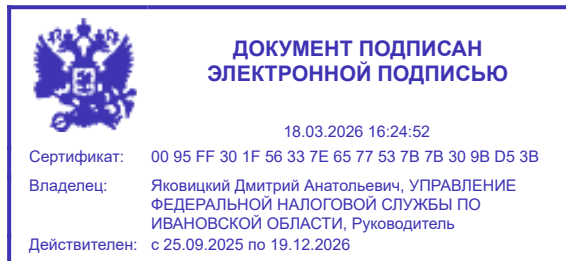 ДОКУМЕНТ ПОДПИСАН
ЭЛЕКТРОННОЙ ПОДПИСЬЮ
18.03.2026 16:24:52
Сертификат: 00 95 FF 30 1F 56 33 7E 65 77 53 7B 7B 30 9B D5 3B
Владелец: Яковицкий Дмитрий Анатольевич, УПРАВЛЕНИЕ
ФЕДЕРАЛЬНОЙ НАЛОГОВОЙ СЛУЖБЫ ПО
ИВАНОВСКОЙ ОБЛАСТИ, Руководитель
Действителен: с 25.09.2025 по 19.12.2026